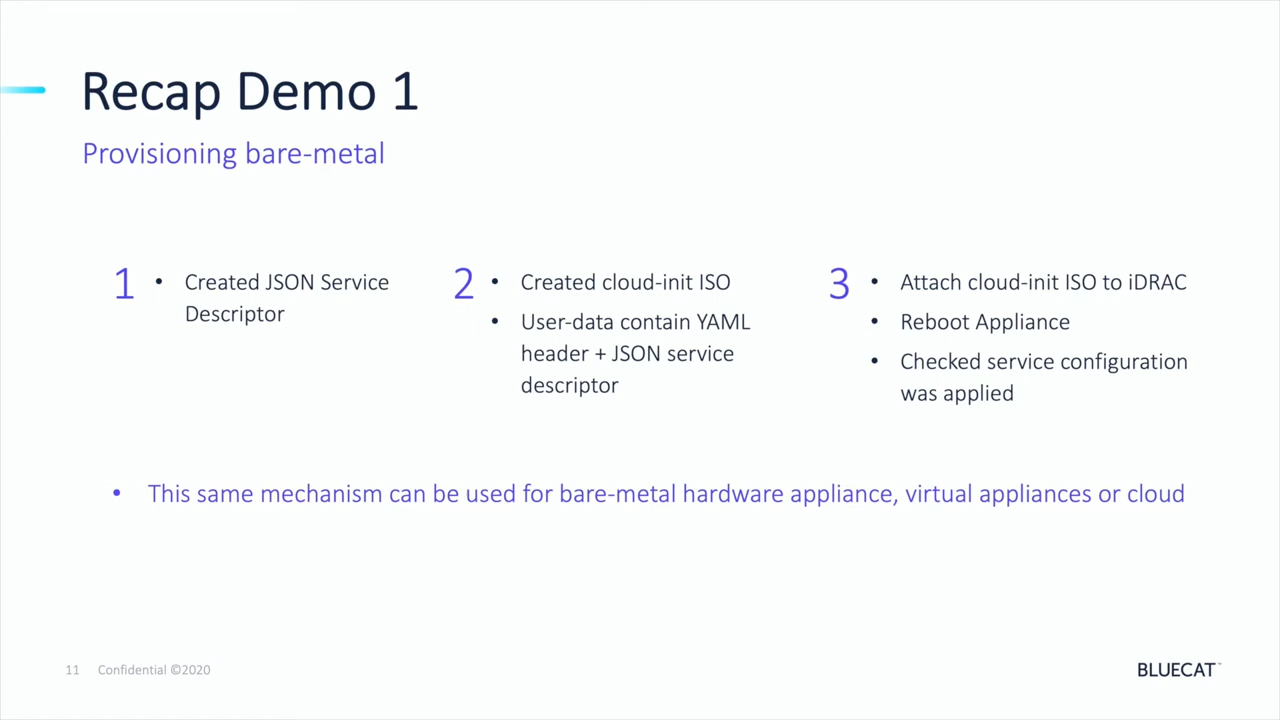 Recap Demo 1
Provisioning bare-metal
1
• Created JSON Service
Descriptor
2
• Created cloud-init ISO
• User-data contain YAML
header + JSON service
descriptor
3
• Attach cloud-init ISO to iDRAC
• Reboot Appliance
• Checked service configuration
was applied
• This same mechanism can be used for bare-metal hardware appliance, virtual appliances or cloud
11 Confidential ©2020
BLUECAT™